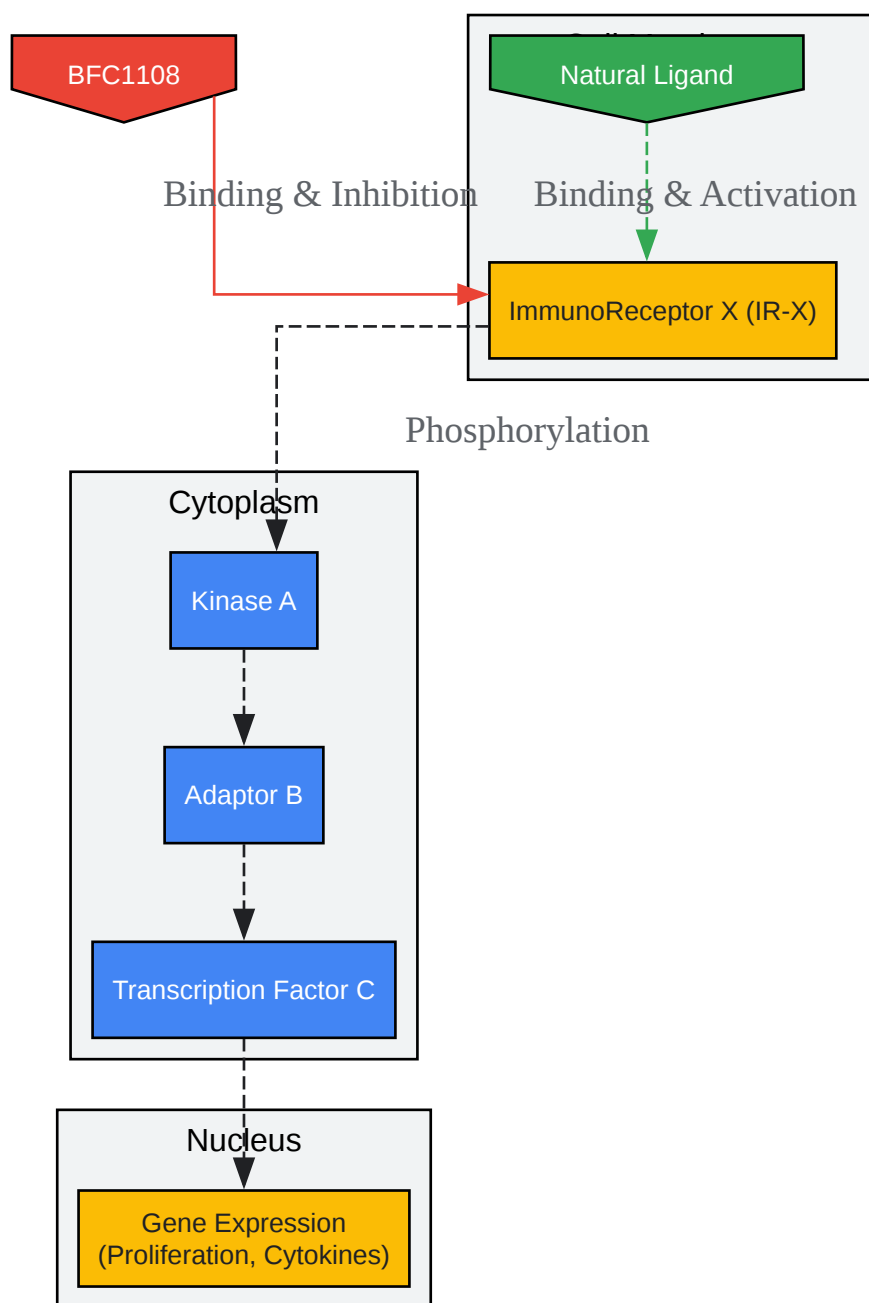 BFC1108
Natural Ligand
Binding & Inhibition
Binding & Activation
ImmunoReceptor X (IR-X)
Phosphorylation
Cytoplasm
Kinase A
Adaptor B
Transcription Factor C
Nucleus
Gene Expression
(Proliferation, Cytokines)